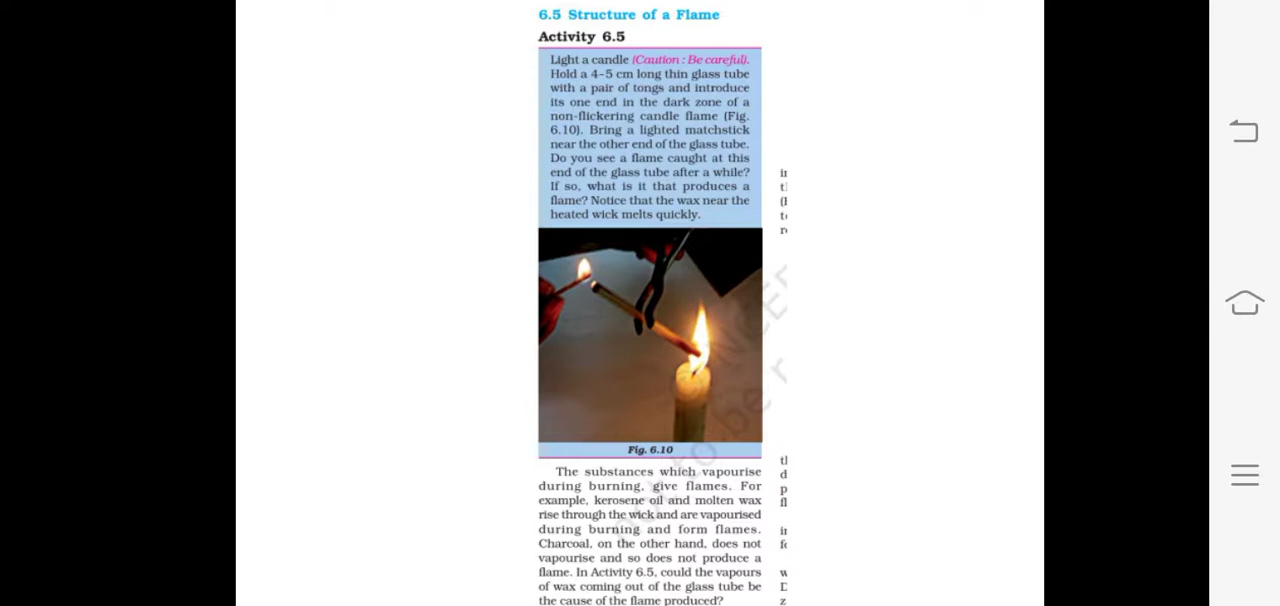 6.5 Structure of a Flame
Activity 6.5
Light a candle (Caution : Be careful).
Hold a 4–5 cm long thin glass tube
with a pair of tongs and introduce
its one end in the dark zone of a
non-flickering candle flame (Fig.
6.10). Bring a lighted matchstick
near the other end of the glass tube.
Do you see a flame caught at this
end of the glass tube after a while?
If so, what is it that produces a
flame? Notice that the wax near the
heated wick melts quickly.
Fig. 6.10
The substances which vapourise
during burning, give flames. For
example, kerosene oil and molten wax
rise through the wick and are vapourised
during burning and form flames.
Charcoal, on the other hand, does not
vapourise and so does not produce a
flame. In Activity 6.5, could the vapours
of wax coming out of the glass tube be
the cause of the flame produced?